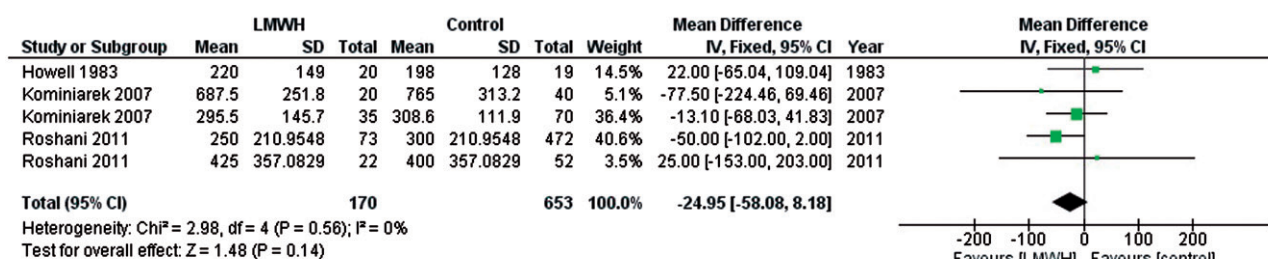 LMWH Control Mean Difference Mean Difference
Study or Subgroup Mean SD Total Mean SD Total Weight IV, Fixed, 95% CI Year IV, Fixed, 95% CI
Howell 1983 220 149 20 198 128 19 14.5% 22.00 [-65.04, 109.04] 1983
Kominiarek 2007 687.5 251.8 20 765 313.2 40 5.1% -77.50 [-224.46, 69.46] 2007
Kominiarek 2007 295.5 145.7 35 308.6 111.9 70 36.4% -13.10 [-68.03, 41.83] 2007
Roshani 2011 250 210.9548 73 300 210.9548 472 40.6% -50.00 [-102.00, 2.00] 2011
Roshani 2011 425 357.0829 22 400 357.0829 52 3.5% 25.00 [-153.00, 203.00] 2011
Total (95% CI) 170 653 100.0% -24.95 [-58.08, 8.18]
Heterogeneity: Chi² = 2.98, df = 4 (P = 0.56); I² = 0%
Test for overall effect: Z = 1.48 (P = 0.14)
-200 -100 0 100 200
Favours [LMWH] Favours [control]